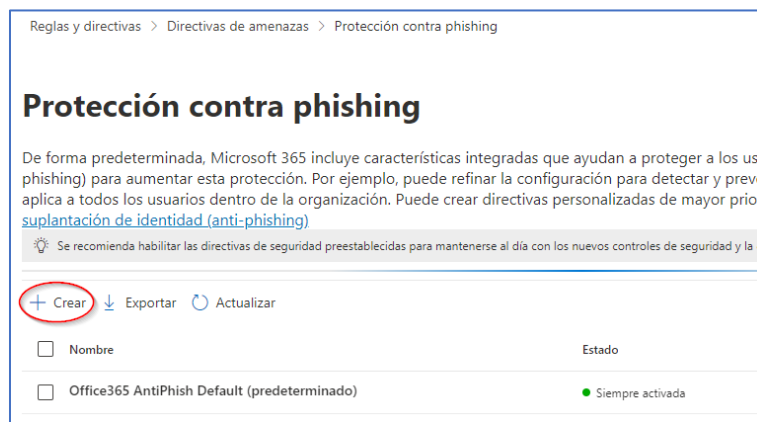 Reglas y directivas > Directivas de amenazas > Protección contra phishing
Protección contra phishing
De forma predeterminada, Microsoft 365 incluye características integradas que ayudan a proteger a los us
phishing) para aumentar esta protección. Por ejemplo, puede refinar la configuración para detectar y prev
aplica a todos los usuarios dentro de la organización. Puede crear directivas personalizadas de mayor prio
suplantación de identidad (anti-phishing)
Se recomienda habilitar las directivas de seguridad preestablecidas para mantenerse al día con los nuevos controles de seguridad y la
+ Crear Exportar Actualizar
Nombre Estado
Office365 AntiPhish Default (predeterminado) Siempre activada